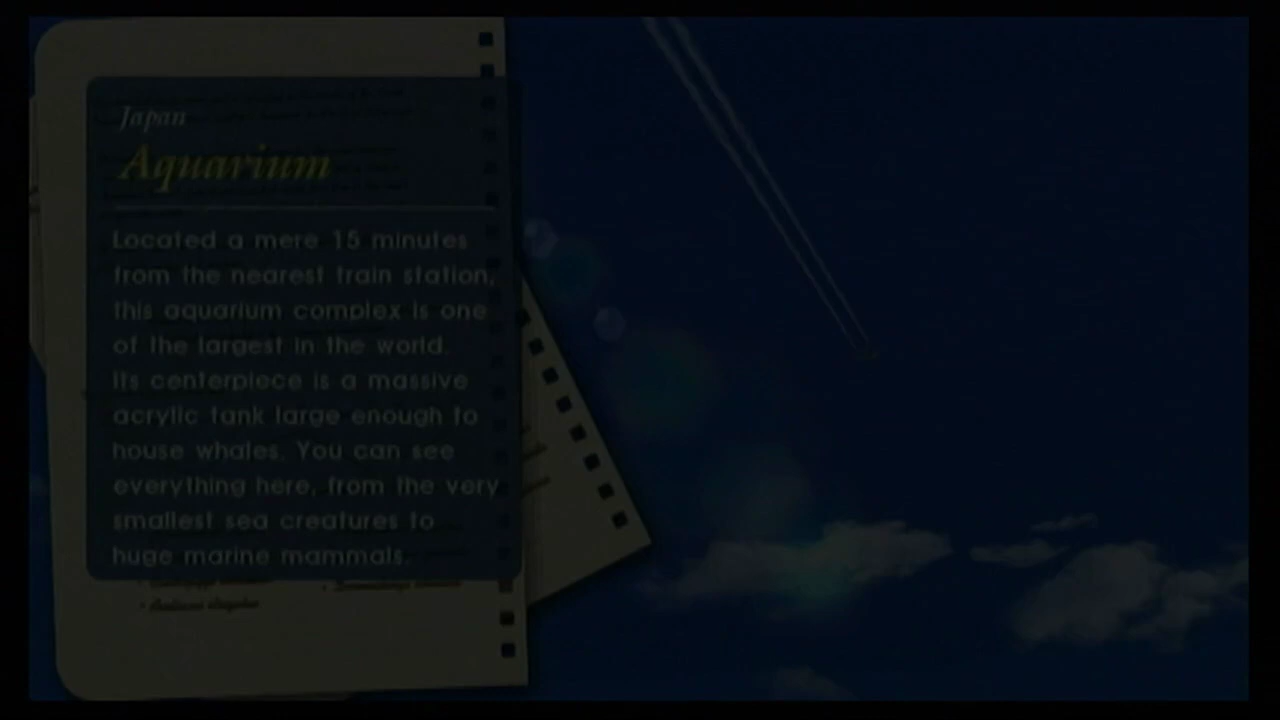 Japan
Aquarium
Located a mere 15 minutes
from the nearest train station,
this aquarium complex is one
of the largest in the world.
Its centerpiece is a massive
acrylic tank large enough to
house whales. You can see
everything here, from the very
smallest sea creatures to
huge marine mammals.